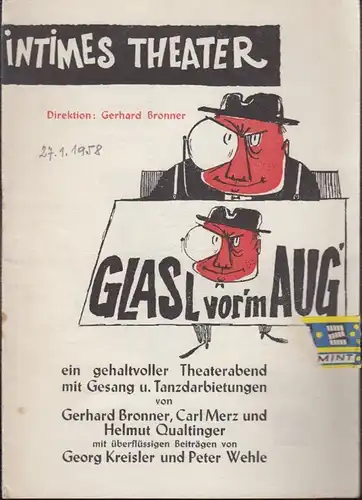 iNTiMES THEATER
Direktion: Gerhard Bronner
27.1.1958
GLASL vor'm AUG'
MINT
ein gehaltvoller Theaterabend
mit Gesang u. Tanzdarbietungen
von
Gerhard Bronner, Carl Merz und
Helmut Qualtinger
mit überflüssigen Beiträgen von
Georg Kreisler und Peter Wehle